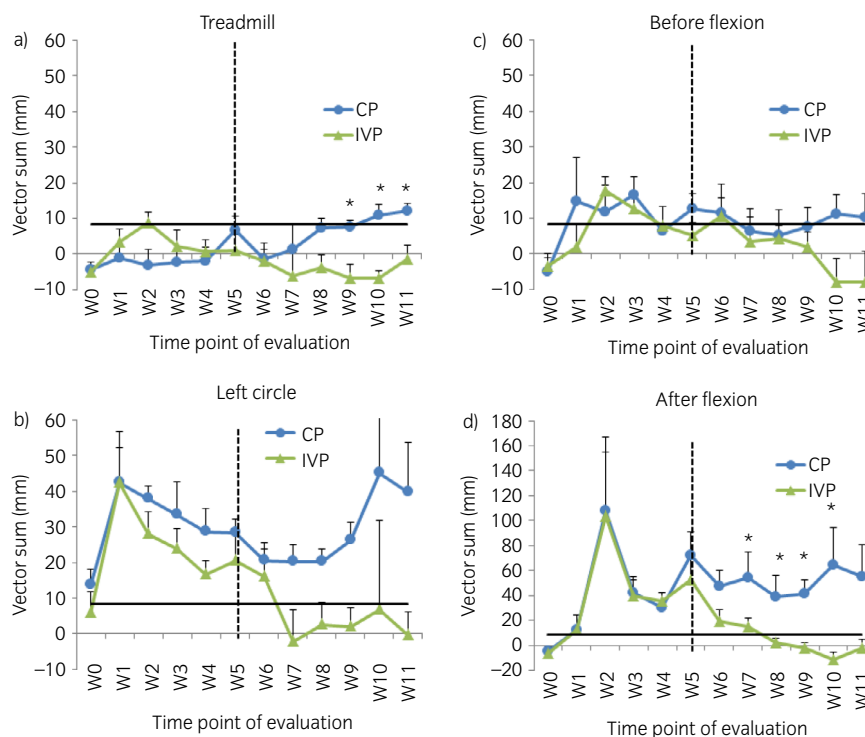 a)
Treadmill
Vector sum (mm)
60
50
40
30
20
10
0
–10
CP
IVP
* * *
W0 W1 W2 W3 W4 W5 W6 W7 W8 W9 W10 W11
Time point of evaluation
c)
Before flexion
Vector sum (mm)
60
50
40
30
20
10
0
–10
CP
IVP
W0 W1 W2 W3 W4 W5 W6 W7 W8 W9 W10 W11
Time point of evaluation
b)
Left circle
Vector sum (mm)
60
50
40
30
20
10
0
–10
CP
IVP
W0 W1 W2 W3 W4 W5 W6 W7 W8 W9 W10 W11
Time point of evaluation
d)
After flexion
Vector sum (mm)
180
160
140
120
100
80
60
40
20
0
–20
CP
IVP
* * * *
W0 W1 W2 W3 W4 W5 W6 W7 W8 W9 W10 W11
Time point of evaluation